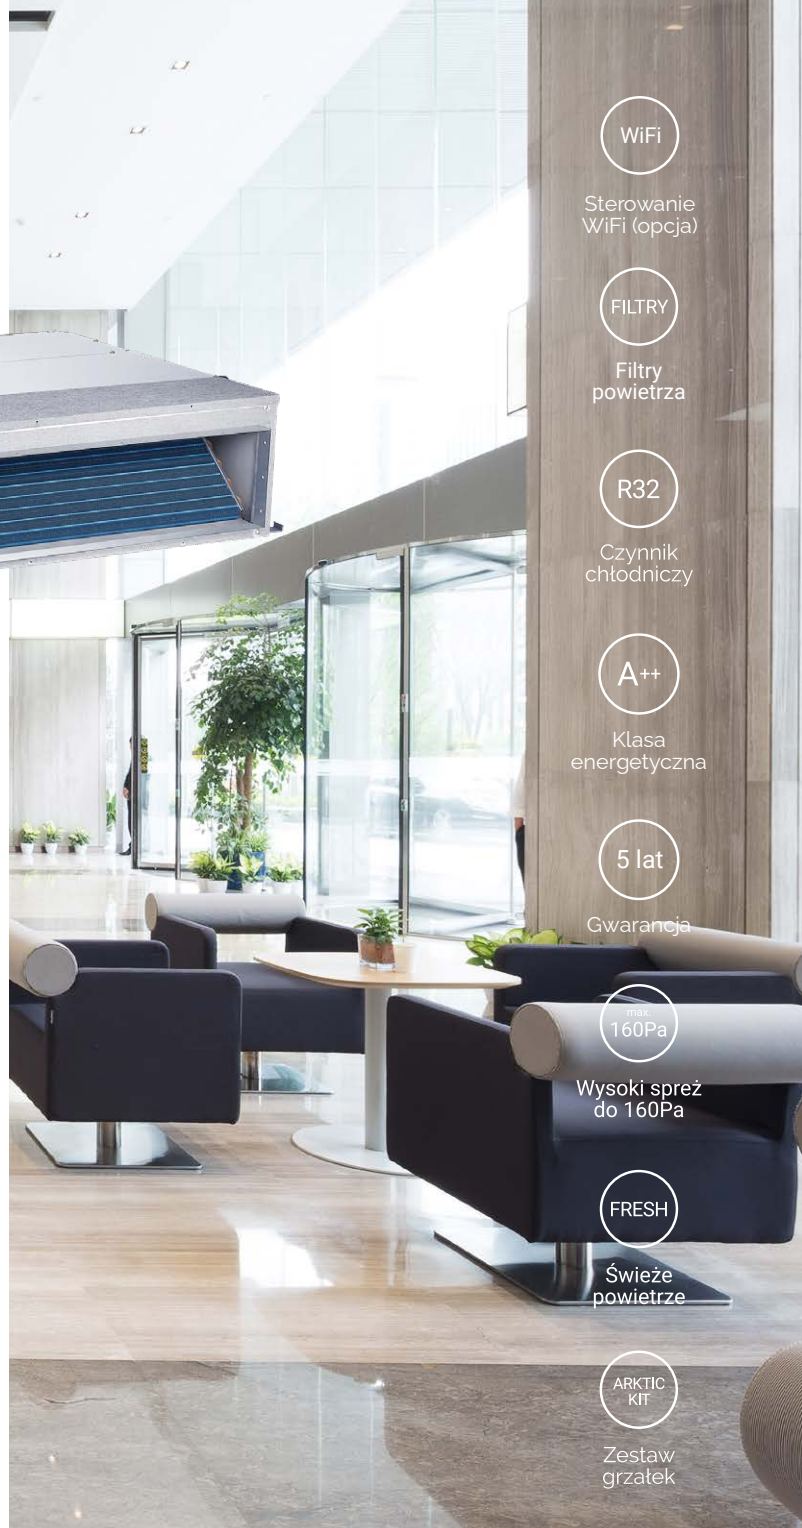 WiFi
Sterowanie
WiFi (opcja)
FILTRY
Filtry
powietrza
R32
Czynnik
chłodniczy
A++
Klasa
energetyczna
5 lat
Gwarancja
max.
160Pa
Wysoki spręż
do 160Pa
FRESH
Świeże
powietrze
ARKTIC
KIT
Zestaw
grzałek